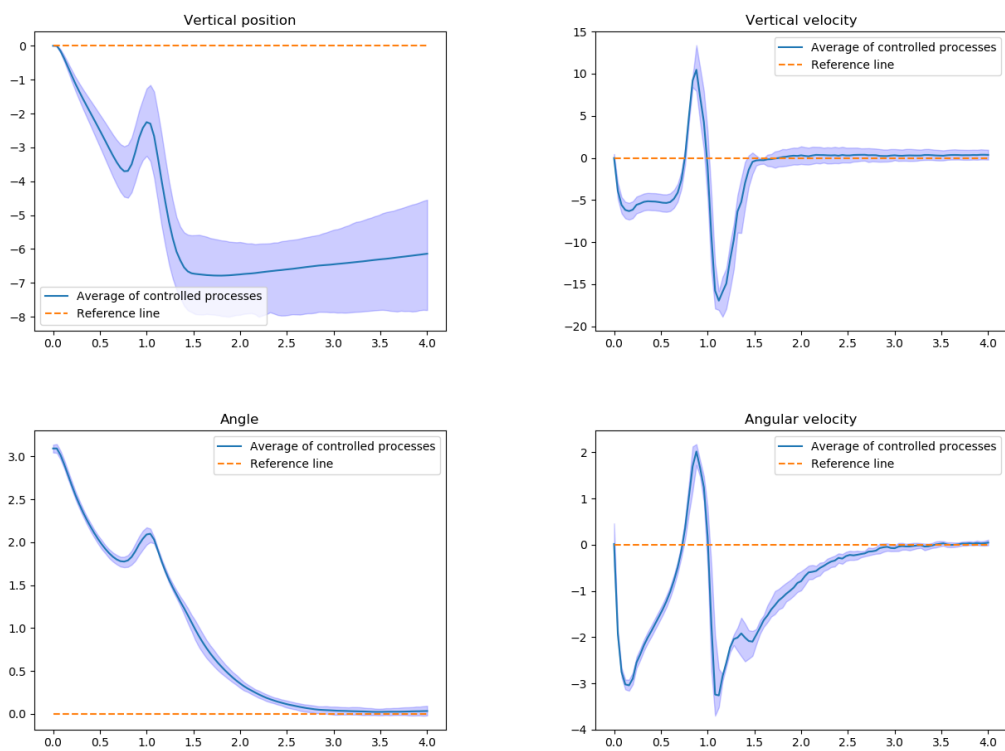 Vertical position
0
−1
−2
−3
−4
−5
−6
−7
−8
Average of controlled processes
Reference line
0.0 0.5 1.0 1.5 2.0 2.5 3.0 3.5 4.0
Vertical velocity
15
10
5
0
−5
−10
−15
−20
Average of controlled processes
Reference line
0.0 0.5 1.0 1.5 2.0 2.5 3.0 3.5 4.0
Angle
3.0
2.5
2.0
1.5
1.0
0.5
0.0
Average of controlled processes
Reference line
0.0 0.5 1.0 1.5 2.0 2.5 3.0 3.5 4.0
Angular velocity
2
1
0
−1
−2
−3
−4
Average of controlled processes
Reference line
0.0 0.5 1.0 1.5 2.0 2.5 3.0 3.5 4.0